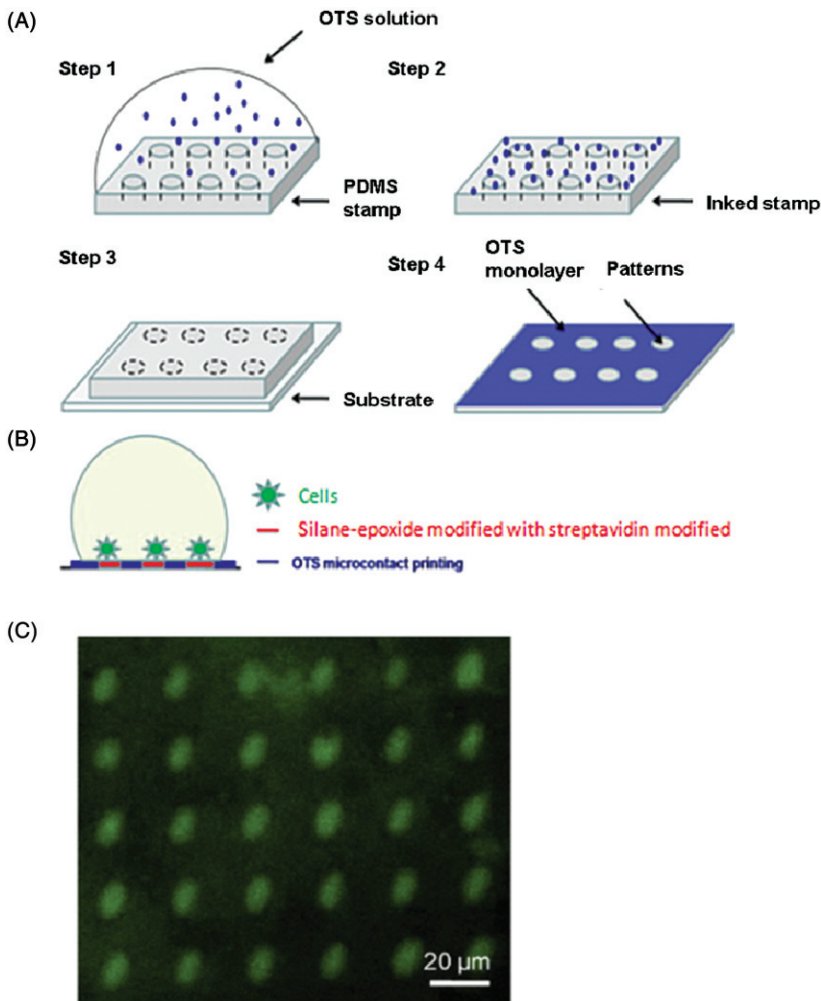 (A)
OTS solution
Step 1
Step 2
PDMS
stamp
Inked stamp
Step 3
Step 4
OTS
monolayer
Patterns
Substrate
(B)
Cells
Silane-epoxide modified with streptavidin modified
OTS microcontact printing
(C)
20 µm